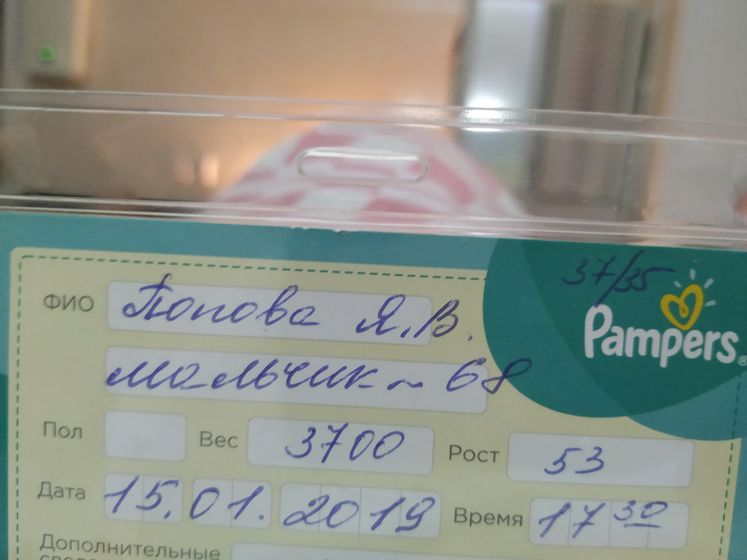 37/35
Pampers
ФИО Попова Я.В.
мальчик ~ 68
Пол Вес 3700 Рост 53
Дата 15.01.2019 Время 17 30
Дополнительные